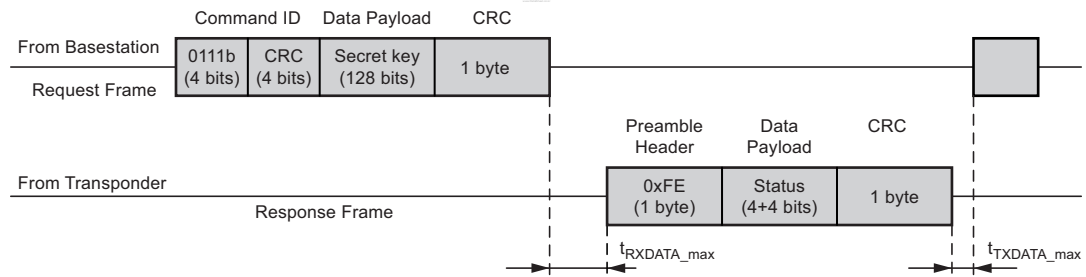 Command ID Data Payload CRC
From Basestation
0111b (4 bits) CRC (4 bits) Secret key (128 bits) 1 byte
Request Frame
Preamble Header Data Payload CRC
From Transponder
0xFE (1 byte) Status (4+4 bits) 1 byte
Response Frame
tRXDATA_max tTXDATA_max